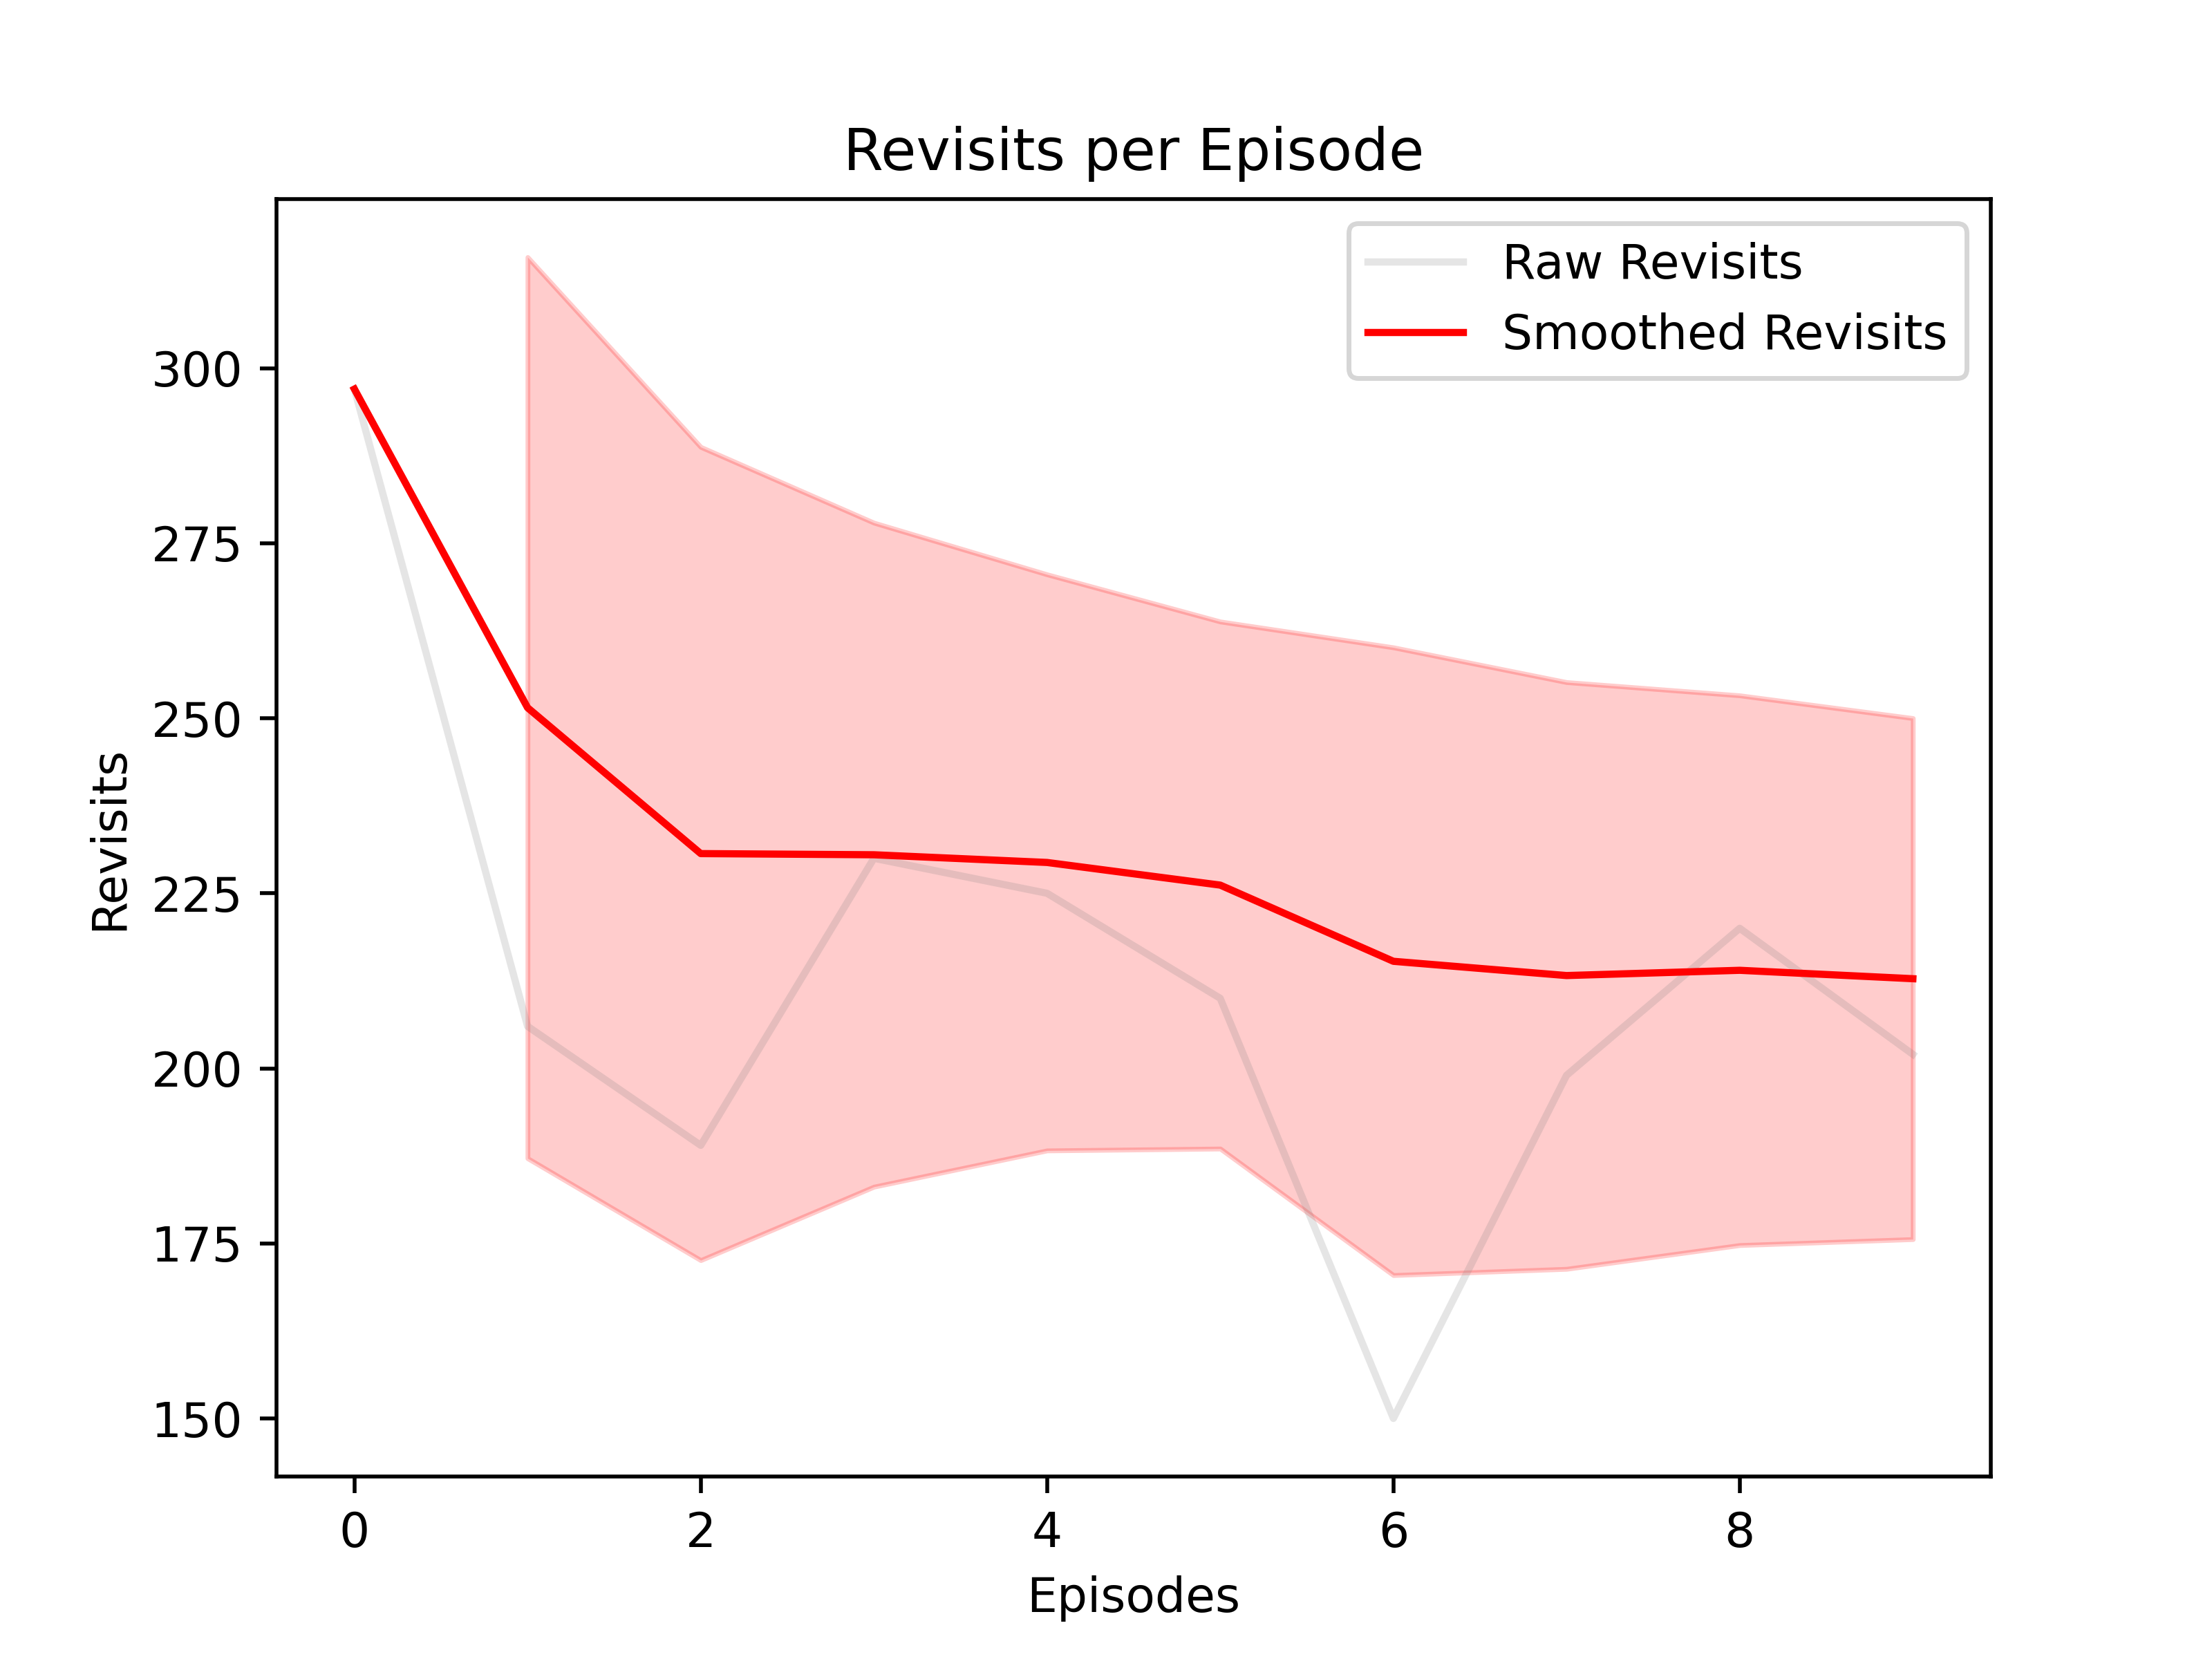 Revisits per Episode
Raw Revisits
Smoothed Revisits
300
275
250
225
200
175
150
Revisits
0 2 4 6 8
Episodes